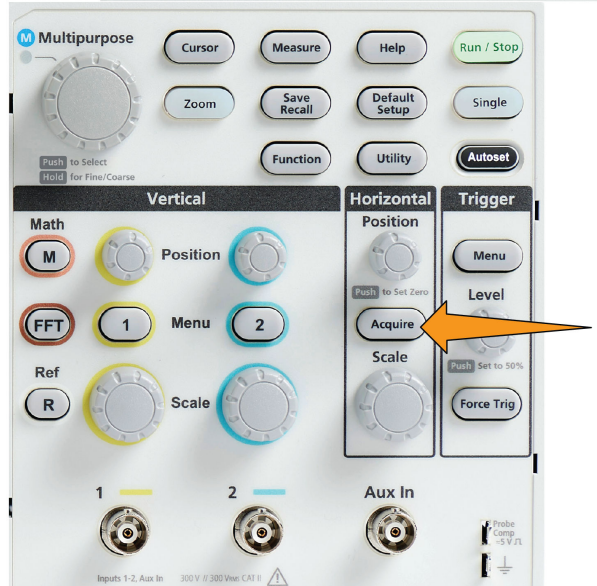 M Multipurpose
Cursor
Measure
Help
Run / Stop
Zoom
Save
Recall
Default
Setup
Single
Push to Select
Hold for Fine/Coarse
Function
Utility
Autoset
Vertical
Horizontal
Trigger
Math
M
Position
Position
Push to Set Zero
Menu
FFT
1
Menu
2
Acquire
Level
Ref
R
Scale
Scale
Push Set to 50%
Force Trig
1
2
Aux In
Probe
Comp
~5 V
Inputs 1-2, Aux In
300 V // 300 Vrms CAT II